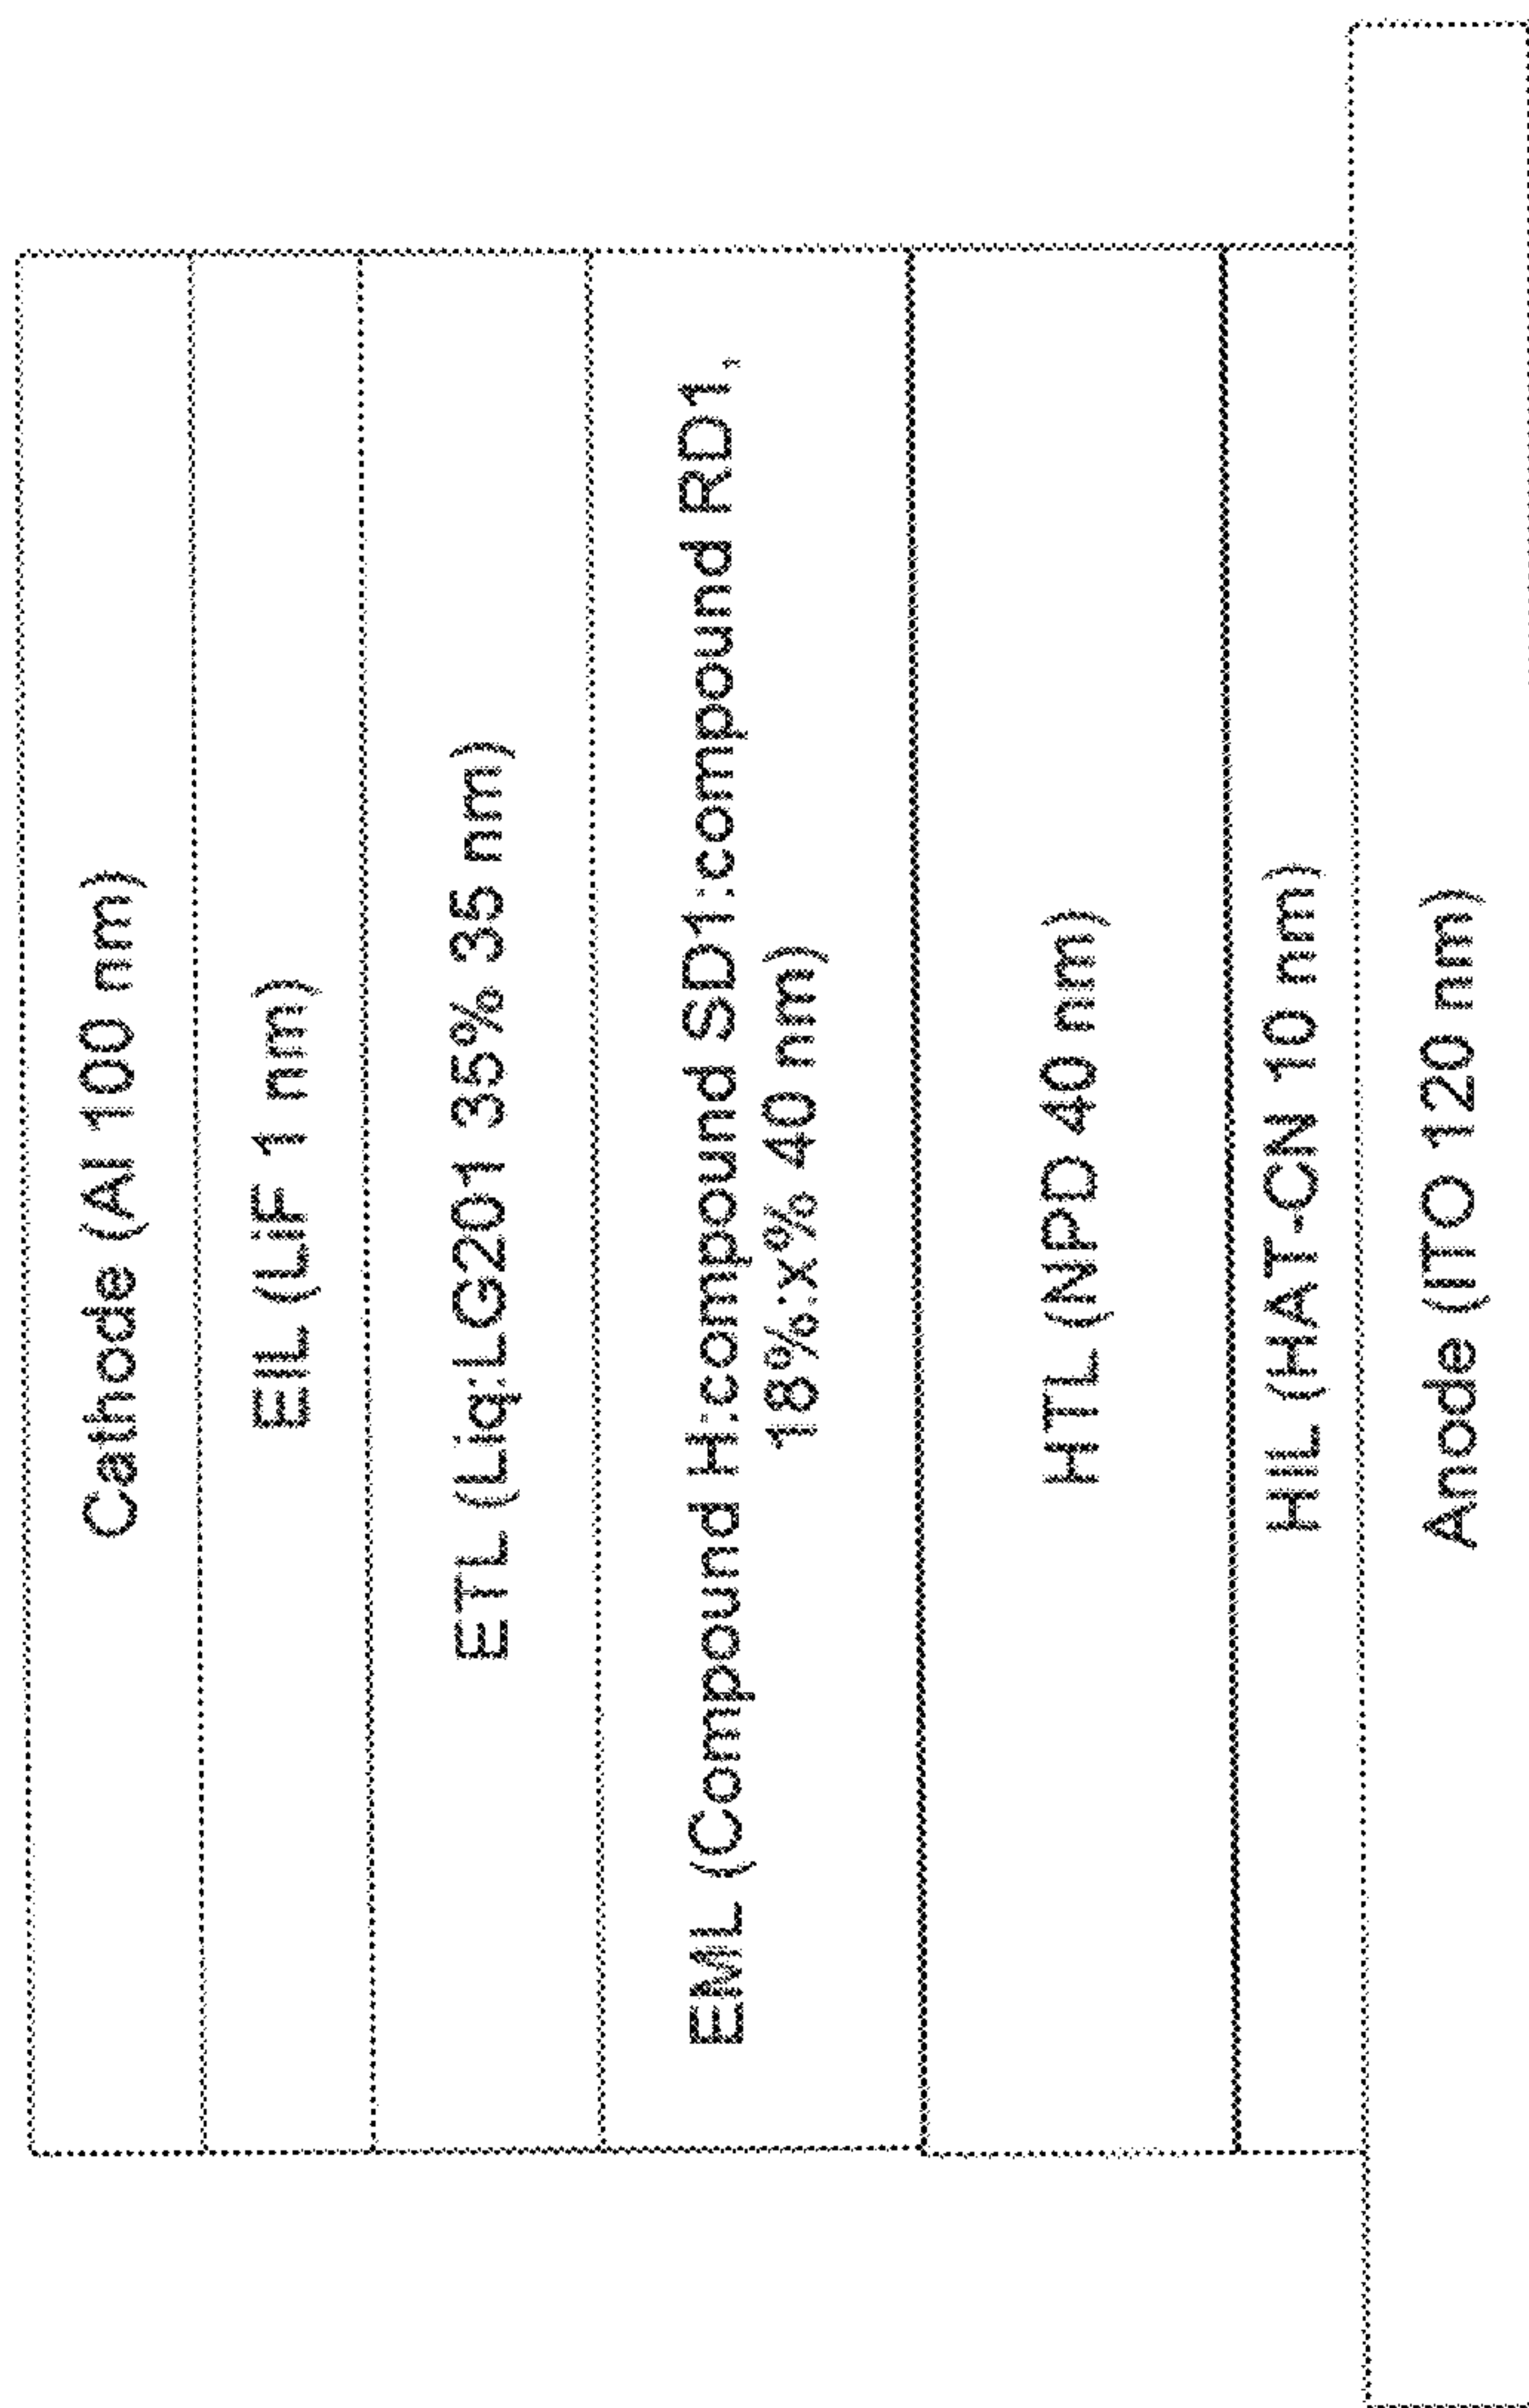 Cathode (Al 100 nm)
EIL (LiF 1 nm)
ETL (Liq:LG201 35% 35 nm)
EML (Compound H:compound SD1:compound RD1,
18%:x% 40 nm)
HTL (NPD 40 nm)
HIL (HAT-CN 10 nm)
Anode (ITO 120 nm)